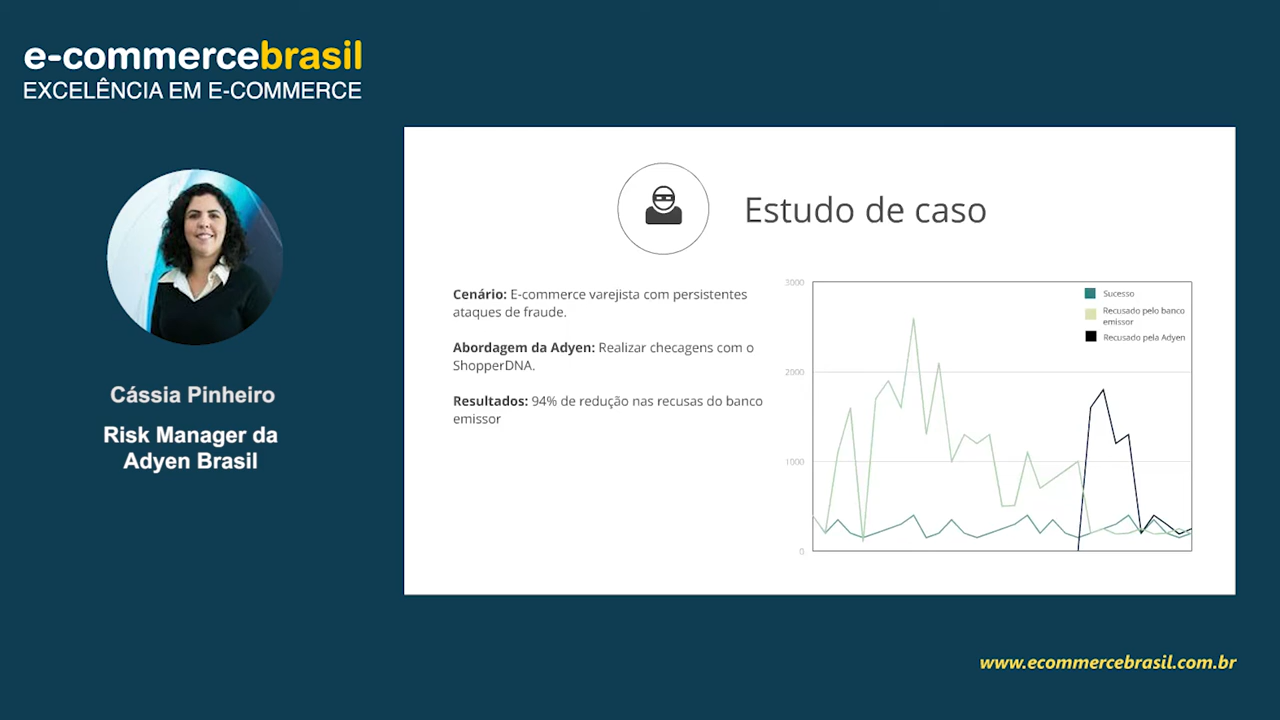 e-commercebrasil
EXCELÊNCIA EM E-COMMERCE
Cássia Pinheiro
Risk Manager da
Adyen Brasil
Estudo de caso
Cenário: E-commerce varejista com persistentes
ataques de fraude.
Abordagem da Adyen: Realizar checagens com o
ShopperDNA.
Resultados: 94% de redução nas recusas do banco
emissor
3000
2000
1000
0
Sucesso
Recusado pelo banco
emissor
Recusado pela Adyen
www.ecommercebrasil.com.br